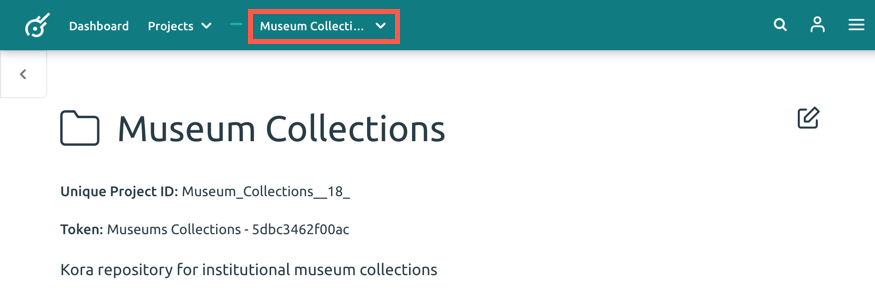 Dashboard Projects Museum Collecti...
Museum Collections
Unique Project ID: Museum_Collections__18_
Token: Museums Collections - 5dbc3462f00ac
Kora repository for institutional museum collections